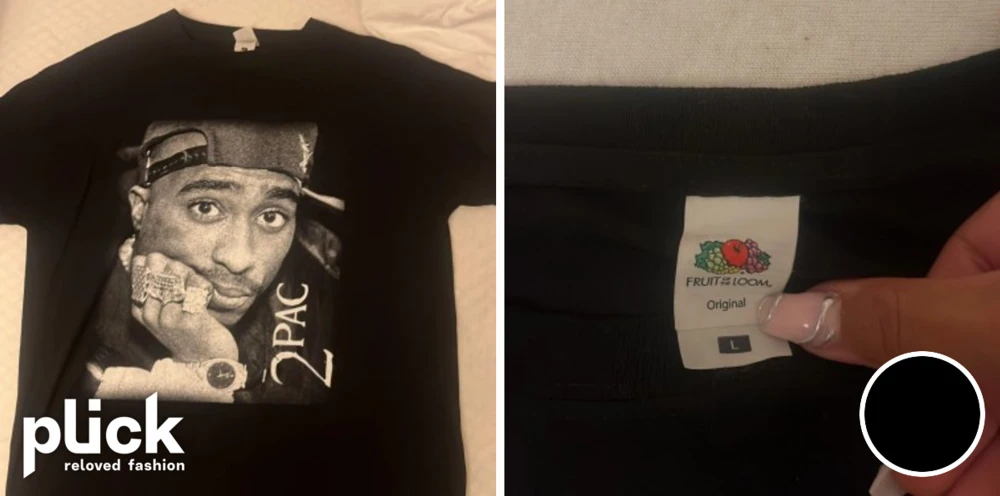 2PAC
plick
reloved fashion
FRUIT OF THE LOOM
Original
L